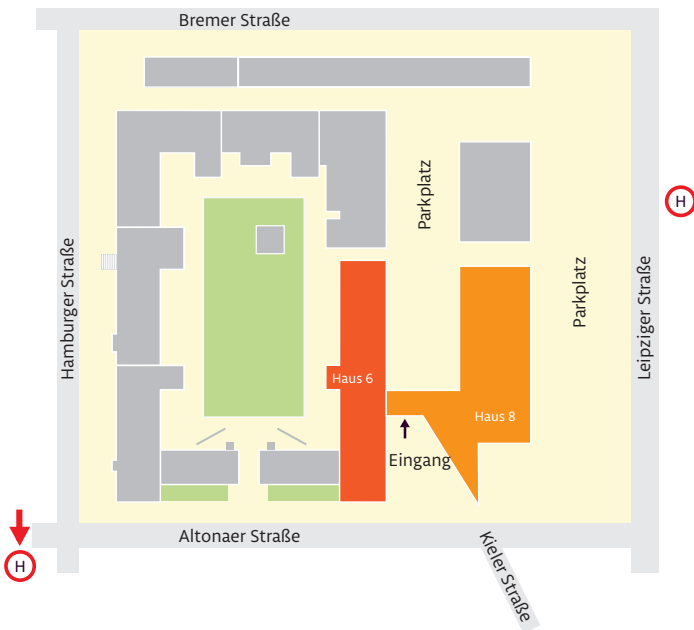 Bremer Straße
Parkplatz
H
Hamburger Straße
Parkplatz
Leipziger Straße
Haus 6
Haus 8
Eingang
Altonaer Straße
H
Kieler Straße